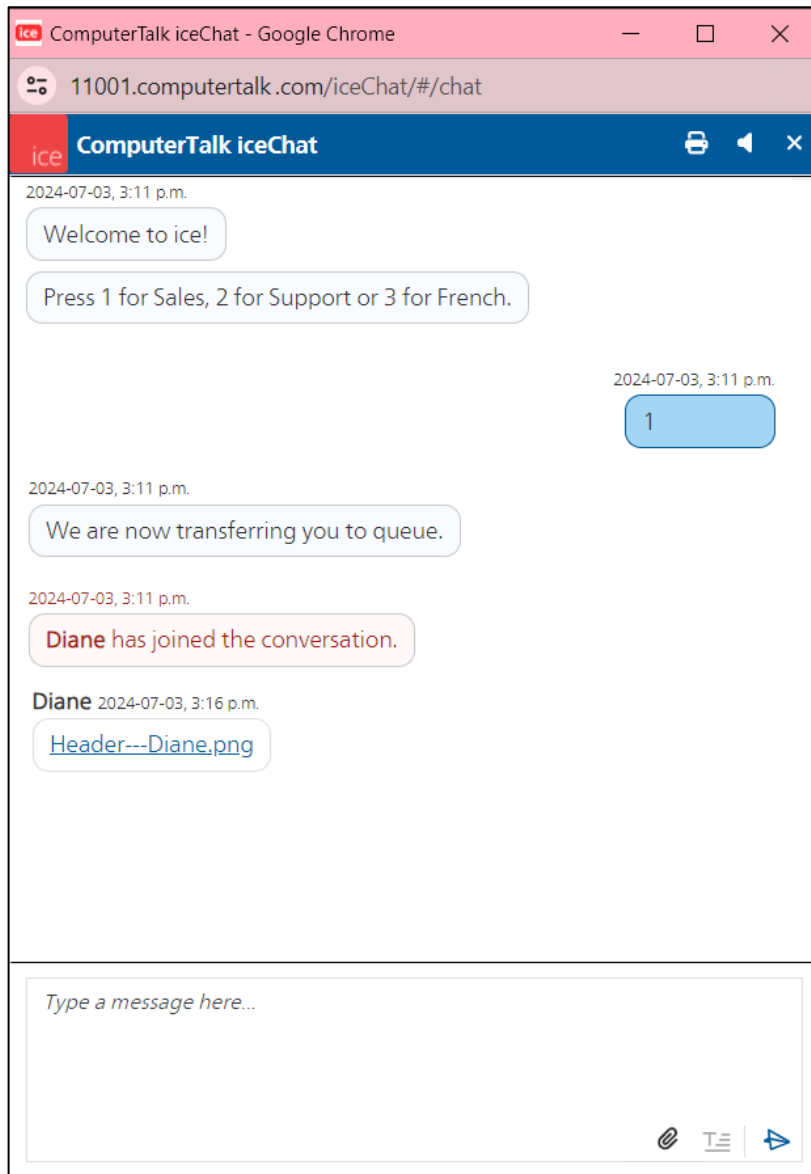 ice ComputerTalk iceChat - Google Chrome
11001.computertalk.com/iceChat/#/chat
ice ComputerTalk iceChat
2024-07-03, 3:11 p.m.
Welcome to ice!
Press 1 for Sales, 2 for Support or 3 for French.
2024-07-03, 3:11 p.m.
1
2024-07-03, 3:11 p.m.
We are now transferring you to queue.
2024-07-03, 3:11 p.m.
Diane has joined the conversation.
Diane 2024-07-03, 3:16 p.m.
Header---Diane.png
Type a message here...